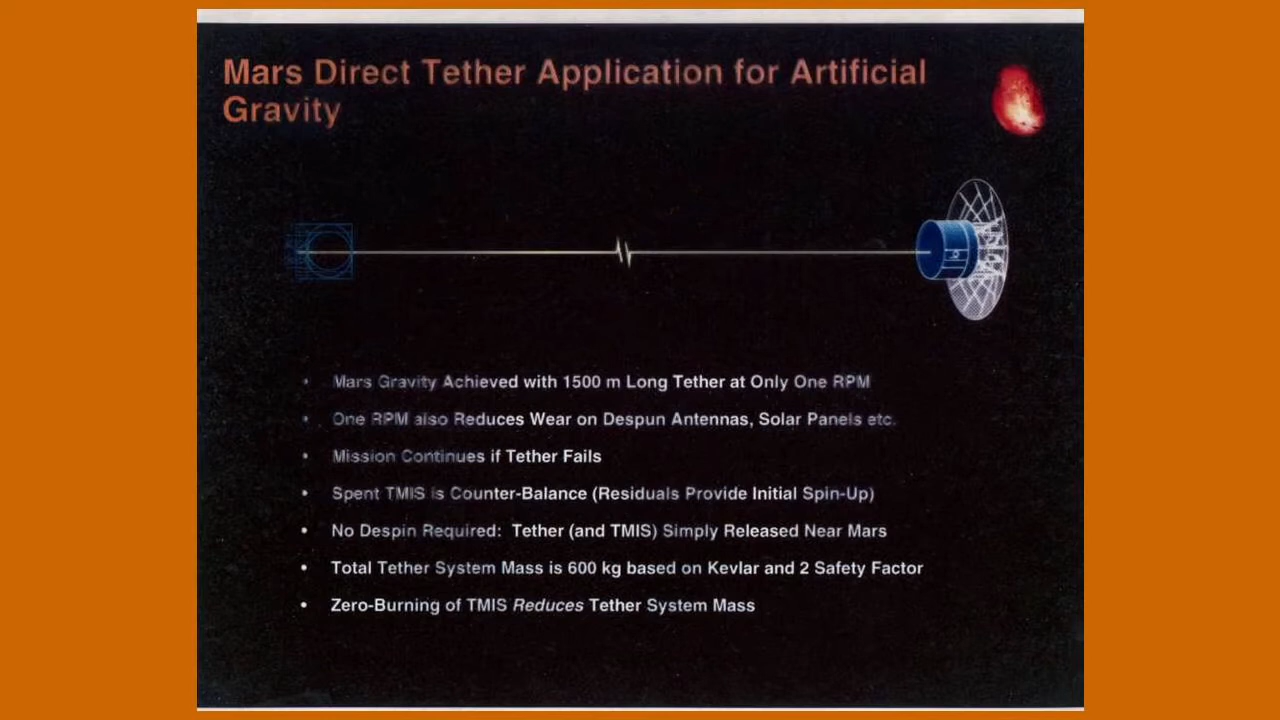 Mars Direct Tether Application for Artificial
Gravity
• Mars Gravity Achieved with 1500 m Long Tether at Only One RPM
• One RPM also Reduces Wear on Despun Antennas, Solar Panels etc.
• Mission Continues if Tether Fails
• Spent TMIS is Counter-Balance (Residuals Provide Initial Spin-Up)
• No Despin Required: Tether (and TMIS) Simply Released Near Mars
• Total Tether System Mass is 600 kg based on Kevlar and 2 Safety Factor
• Zero-Burning of TMIS Reduces Tether System Mass